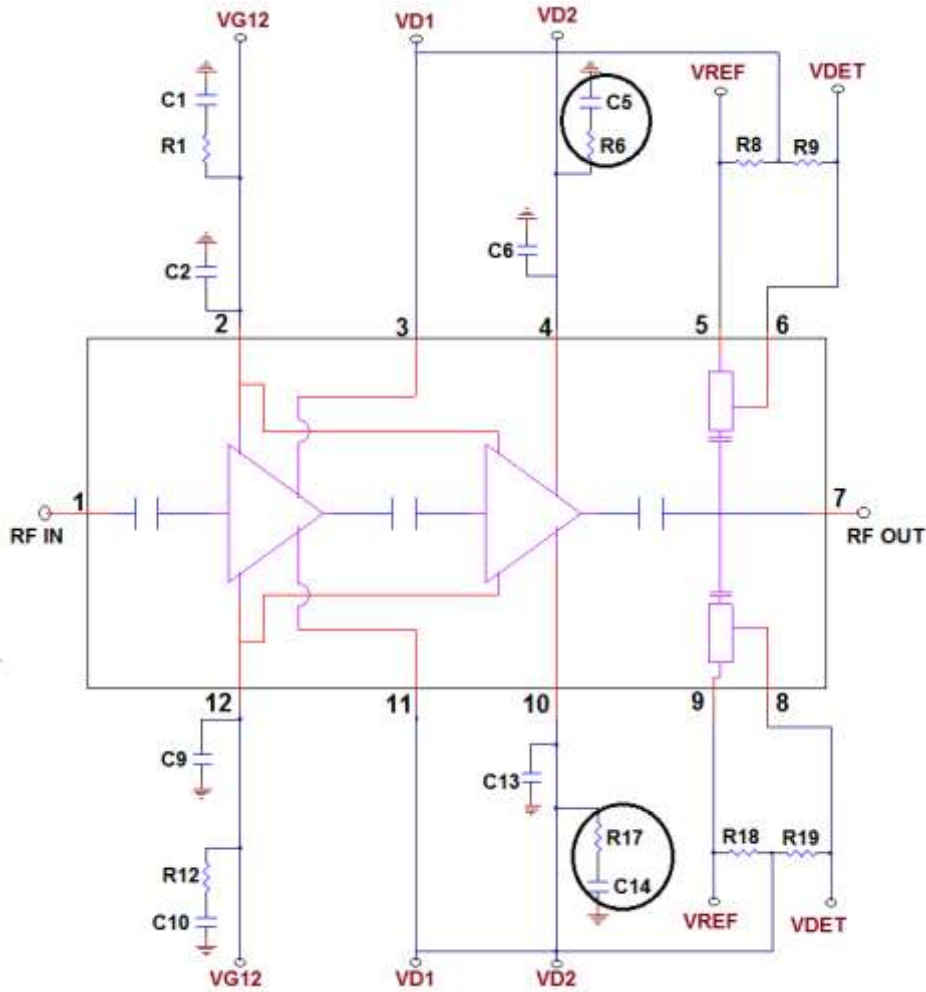 VG12
VD1
VD2
VREF
VDET
C1
C5
R1
R6
R8
R9
C2
C6
2
3
4
5
6
1
7
RF IN
RF OUT
12
11
10
9
8
C9
C13
R17
R18
R19
R12
C14
C10
VREF
VDET
VG12
VD1
VD2